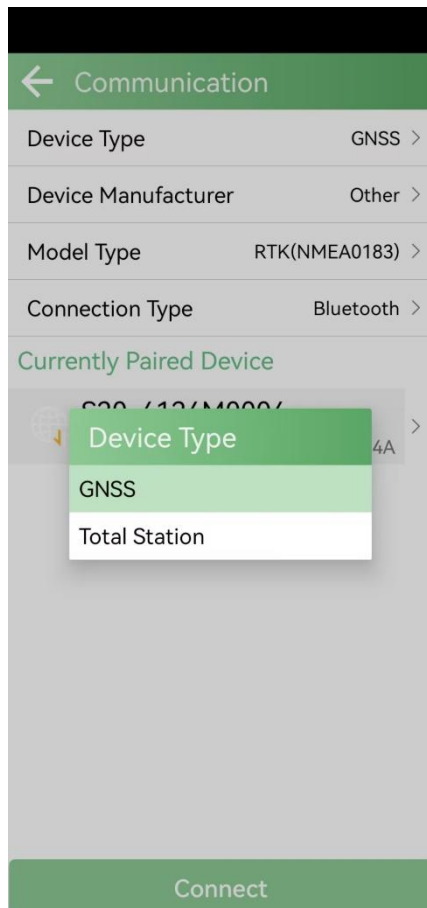 Communication
Device Type GNSS >
Device Manufacturer Other >
Model Type RTK(NMEA0183) >
Connection Type Bluetooth >
Currently Paired Device
Device Type
4A >
GNSS
Total Station
Connect